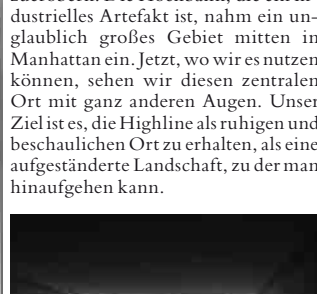 dustrielles Artefakt ist, nahm ein un-
glaublich großes Gebiet mitten in
Manhattan ein. Jetzt, wo wir es nutzen
können, sehen wir diesen zentralen
Ort mit ganz anderen Augen. Unser
Ziel ist es, die Highline als ruhigen und
beschaulichen Ort zu erhalten, als eine
aufgeständerte Landschaft, zu der man
hinaufgehen kann.